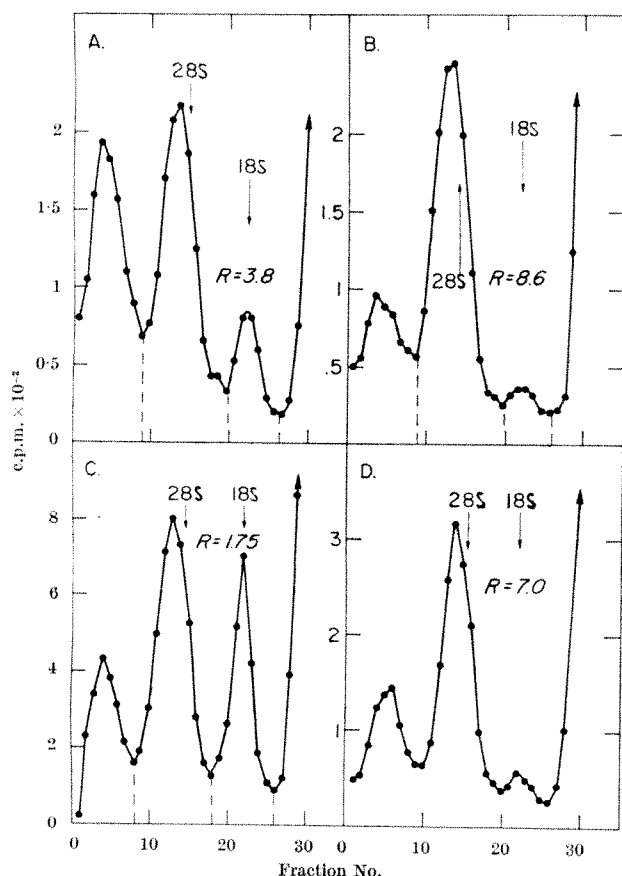 A.
28S
18S
R=3.8
2
1·5
1
0·5
0
B.
18S
28S
R=8.6
2
1.5
1
.5
C.
28S
18S
R=1.75
8
6
4
2
0
D.
28S
18S
R=7.0
3
2
1
c.p.m. × 10⁻²
0 10 20 30
0 10 20 30
Fraction No.